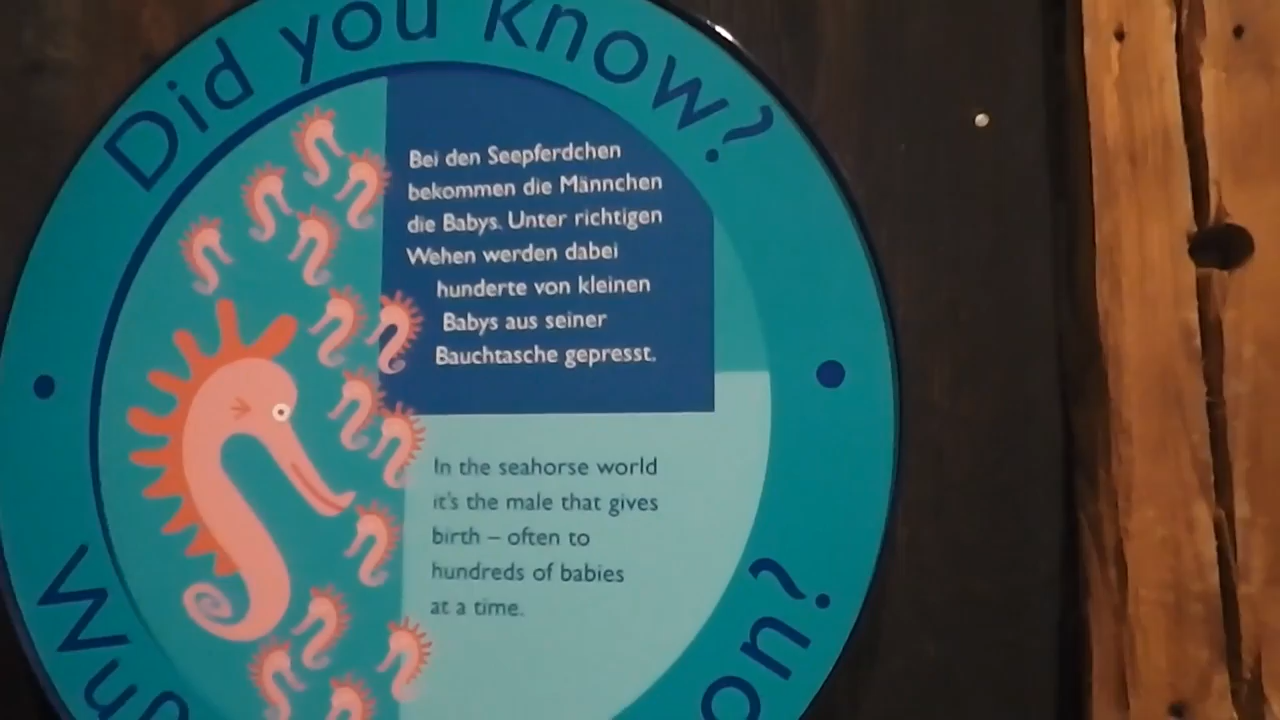 Did you know?
Bei den Seepferdchen
bekommen die Männchen
die Babys. Unter richtigen
Wehen werden dabei
hunderte von kleinen
Babys aus seiner
Bauchtasche gepresst.
In the seahorse world
it's the male that gives
birth – often to
hundreds of babies
at a time.